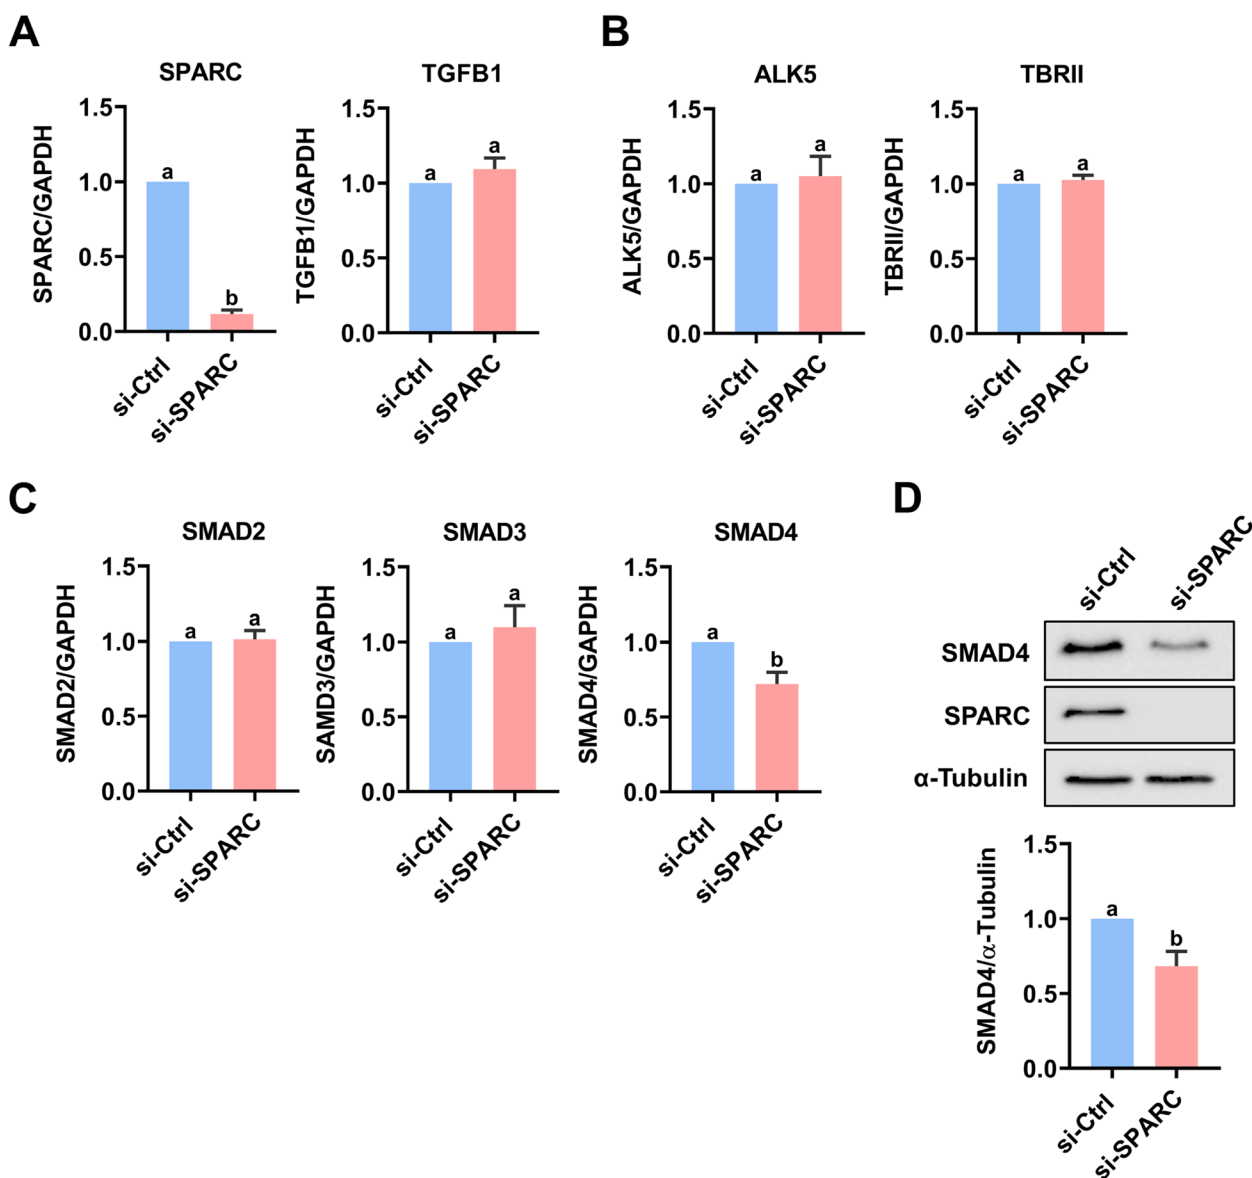 A
B
SPARC
TGFB1
ALK5
TBRII
SPARC/GAPDH
1.5
1.0
0.5
0.0
a
b
si-Ctrl
si-SPARC
TGFB1/GAPDH
1.5
1.0
0.5
0.0
a
a
si-Ctrl
si-SPARC
ALK5/GAPDH
1.5
1.0
0.5
0.0
a
a
si-Ctrl
si-SPARC
TBRII/GAPDH
1.5
1.0
0.5
0.0
a
a
si-Ctrl
si-SPARC
C
SMAD2
SMAD2/GAPDH
1.5
1.0
0.5
0.0
a
a
si-Ctrl
si-SPARC
SMAD3
SAMD3/GAPDH
1.5
1.0
0.5
0.0
a
a
si-Ctrl
si-SPARC
SMAD4
SMAD4/GAPDH
1.5
1.0
0.5
0.0
a
b
si-Ctrl
si-SPARC
D
si-Ctrl
si-SPARC
SMAD4
SPARC
α-Tubulin
SMAD4/α-Tubulin
1.5
1.0
0.5
0.0
a
b
si-Ctrl
si-SPARC